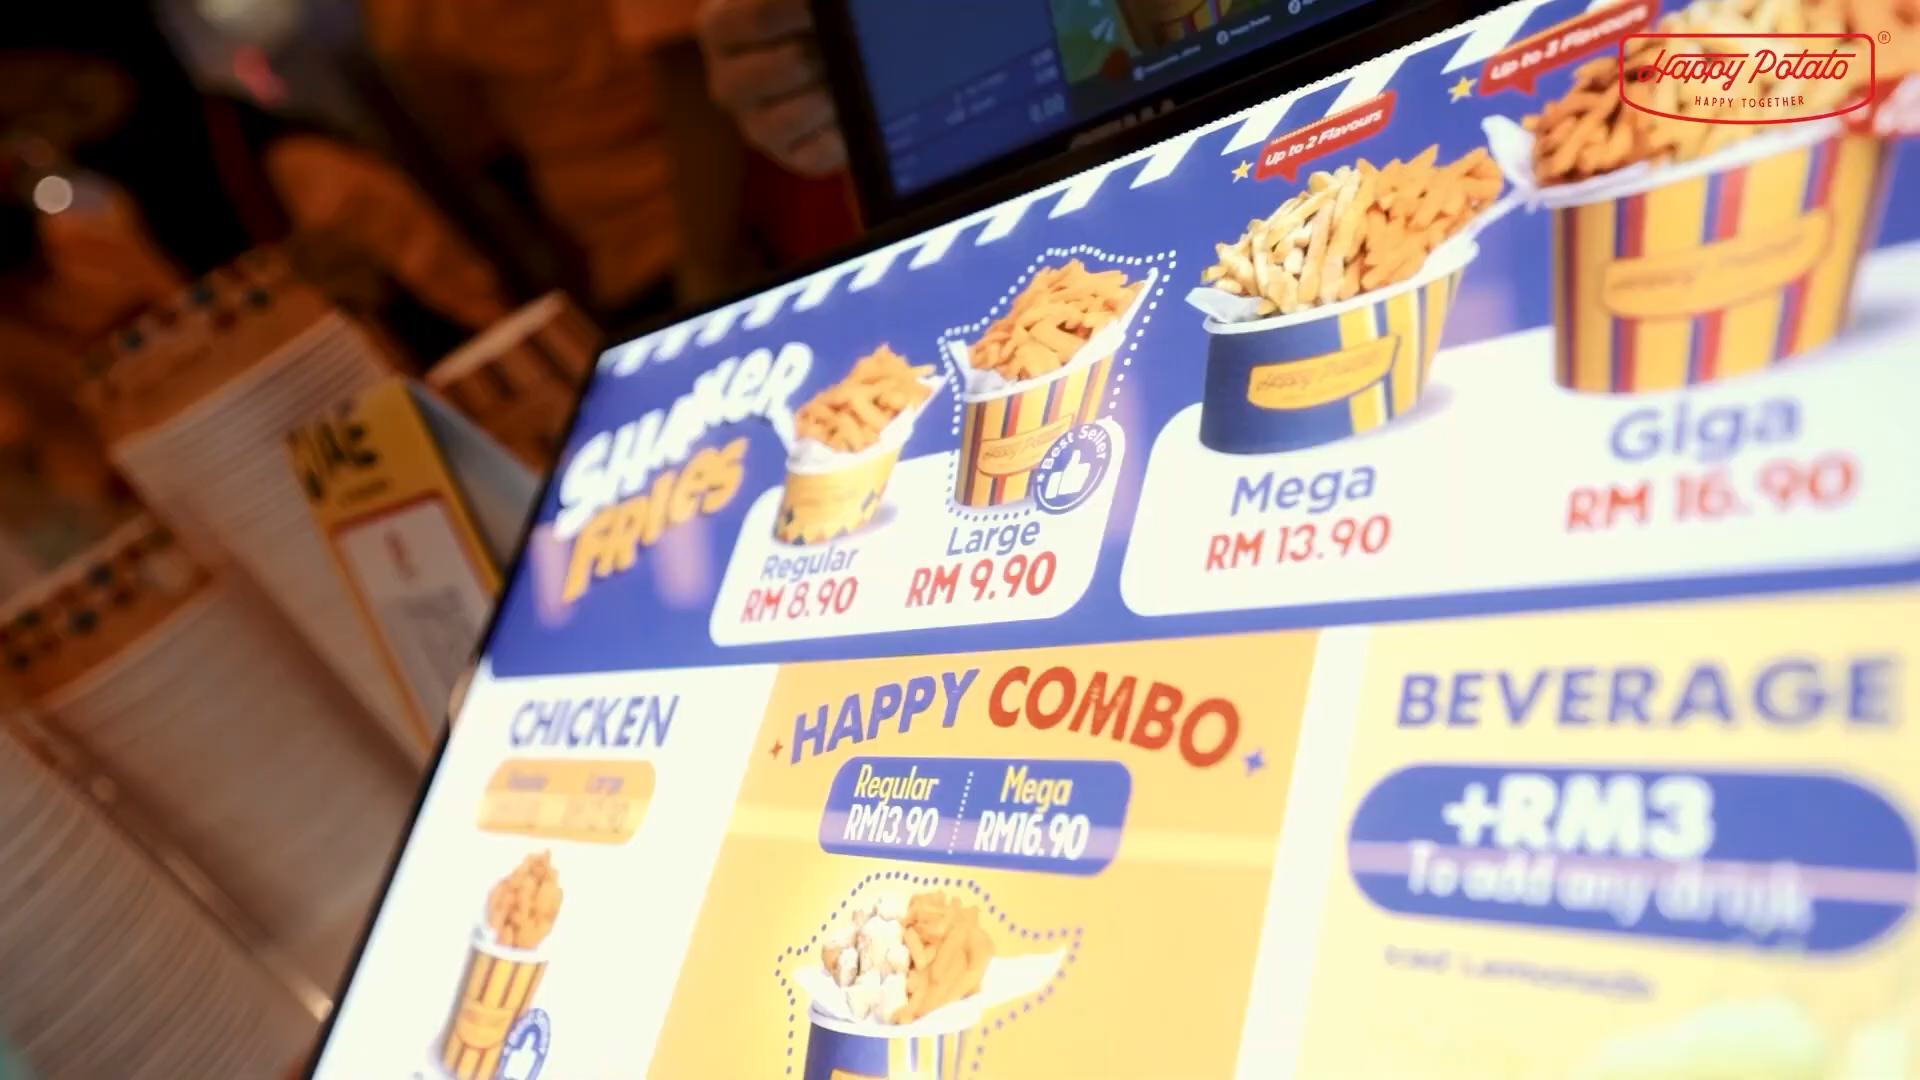 Happy Potato
HAPPY TOGETHER
Up to 2 Flavours
Up to 2 Flavours
SHAKER
FRIES
Best Seller
Regular
RM 8.90
Large
RM 9.90
Mega
RM 13.90
Giga
RM 16.90
CHICKEN
Large
HAPPY COMBO
Regular
RM13.90
Mega
RM16.90
BEVERAGE
+RM3
To add any drink